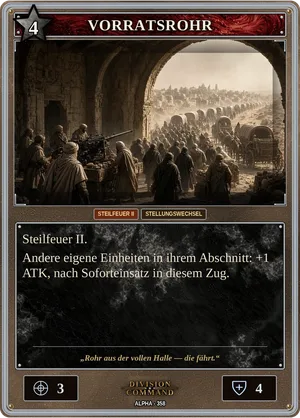 4
VORRATSROHR
STEILFEUER II
STELLUNGSWECHSEL
Steilfeuer II.
Andere eigene Einheiten in ihrem Abschnitt: +1
ATK, nach Soforteinsatz in diesem Zug.
„Rohr aus der vollen Halle — die fährt."
3
DIVISION
COMMAND
ALPHA · 358
4